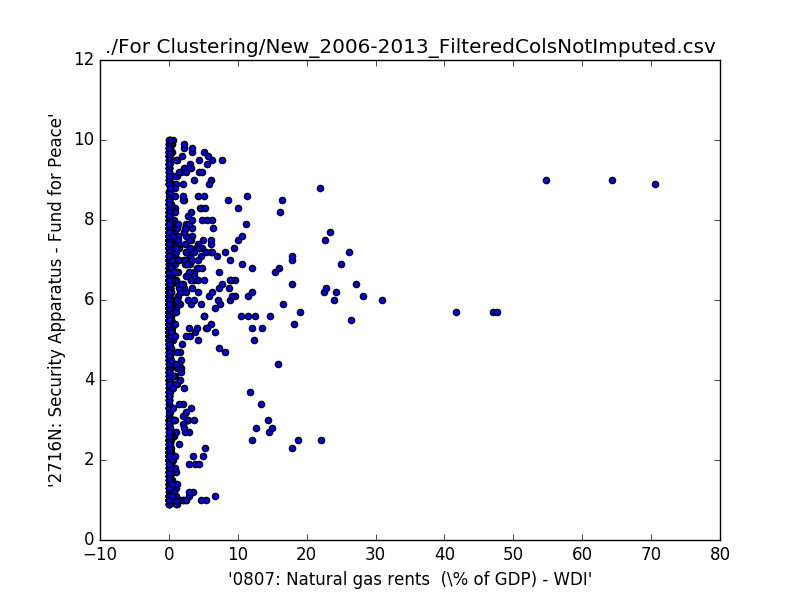 ./For Clustering/New_2006-2013_FilteredColsNotImputed.csv
12
10
8
6
4
2
0
'2716N: Security Apparatus - Fund for Peace'
−10 0 10 20 30 40 50 60 70 80
'0807: Natural gas rents  (\% of GDP) - WDI'